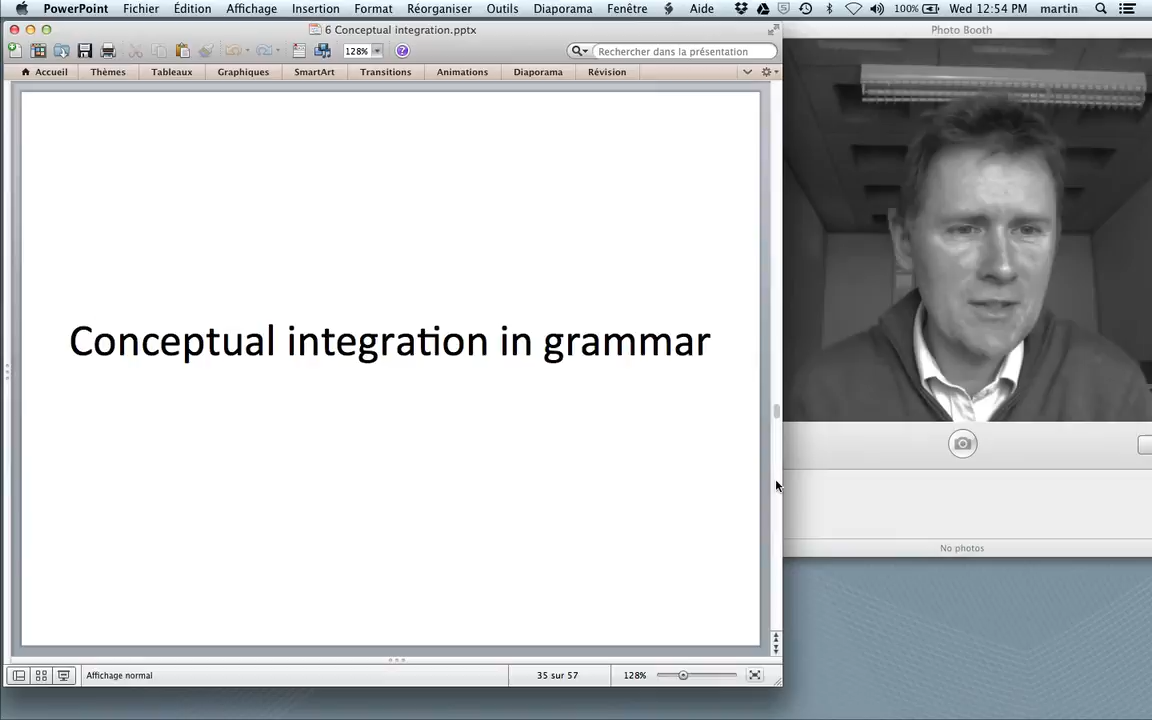 PowerPoint Fichier Édition Affichage Insertion Format Réorganiser Outils Diaporama Fenêtre Aide 100% Wed 12:54 PM martin
6 Conceptual integration.pptx
Photo Booth
128% Rechercher dans la présentation
Accueil Thèmes Tableaux Graphiques SmartArt Transitions Animations Diaporama Révision
Conceptual integration in grammar
No photos
Affichage normal 35 sur 57 128%